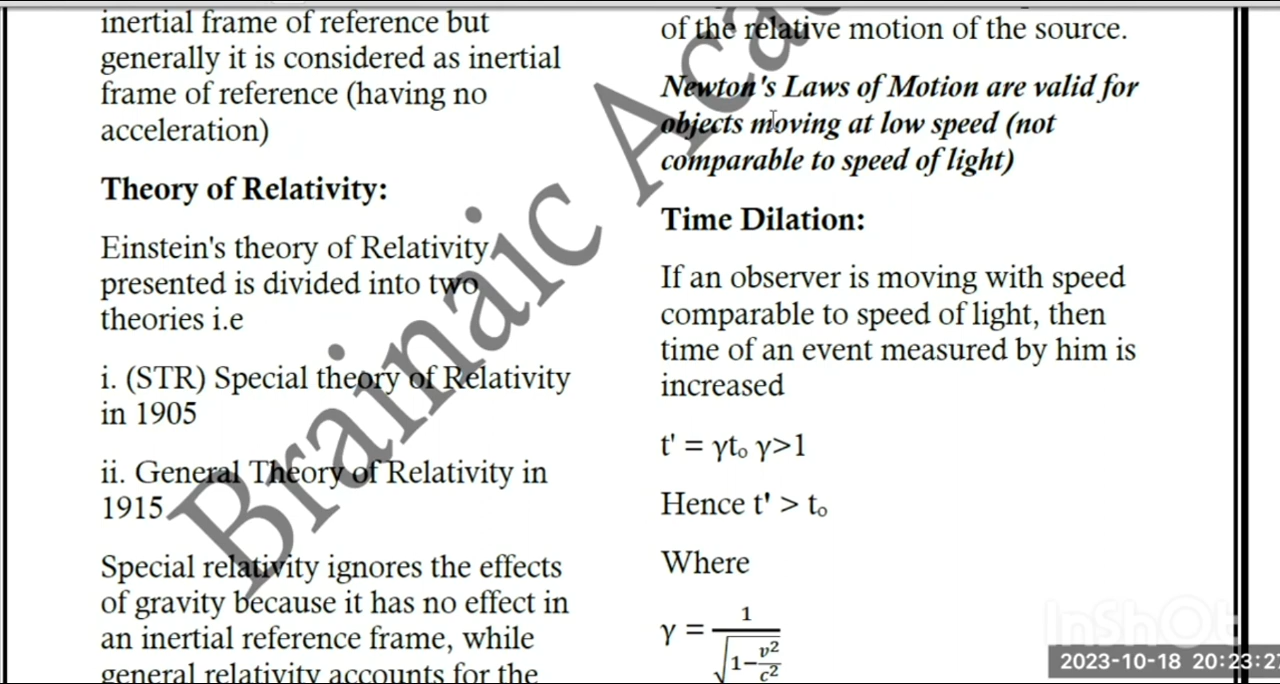 inertial frame of reference but
generally it is considered as inertial
frame of reference (having no
acceleration)
Theory of Relativity:
Einstein's theory of Relativity
presented is divided into two
theories i.e
i. (STR) Special theory of Relativity
in 1905
ii. General Theory of Relativity in
1915
Special relativity ignores the effects
of gravity because it has no effect in
an inertial reference frame, while
general relativity accounts for the
of the relative motion of the source.
Newton's Laws of Motion are valid for
objects moving at low speed (not
comparable to speed of light)
Time Dilation:
If an observer is moving with speed
comparable to speed of light, then
time of an event measured by him is
increased
t' = γtₒ γ>1
Hence t' > tₒ
Where
γ = 1/√(1−v²/c²)
Brainaic
InShOt
2023-10-18 20:23:27